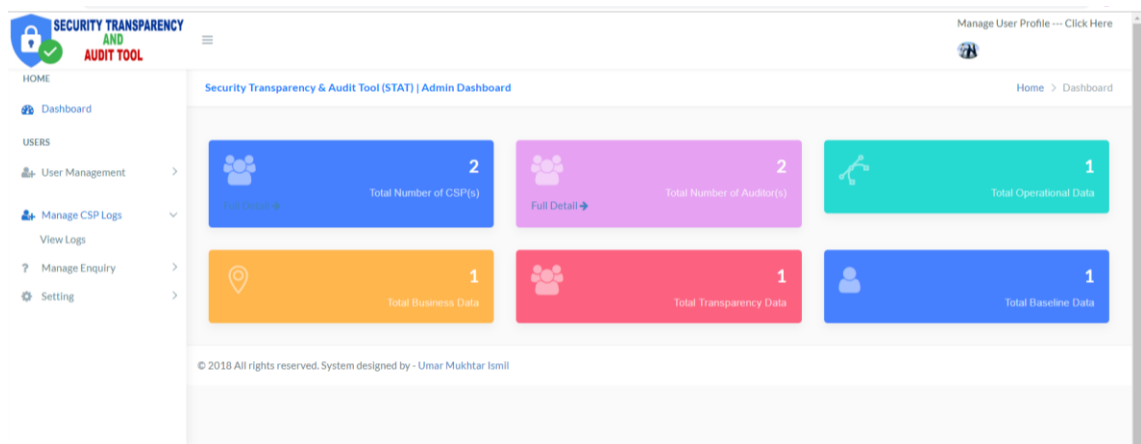 SECURITY TRANSPARENCY
AND
AUDIT TOOL
Manage User Profile --- Click Here
HOME
Dashboard
USERS
User Management
Manage CSP Logs
View Logs
? Manage Enquiry
Setting
Security Transparency & Audit Tool (STAT) | Admin Dashboard
Home > Dashboard
2
Total Number of CSP(s)
Full Detail
2
Total Number of Auditor(s)
Full Detail
1
Total Operational Data
1
Total Business Data
1
Total Transparency Data
1
Total Baseline Data
© 2018 All rights reserved. System designed by - Umar Mukhtar Ismil